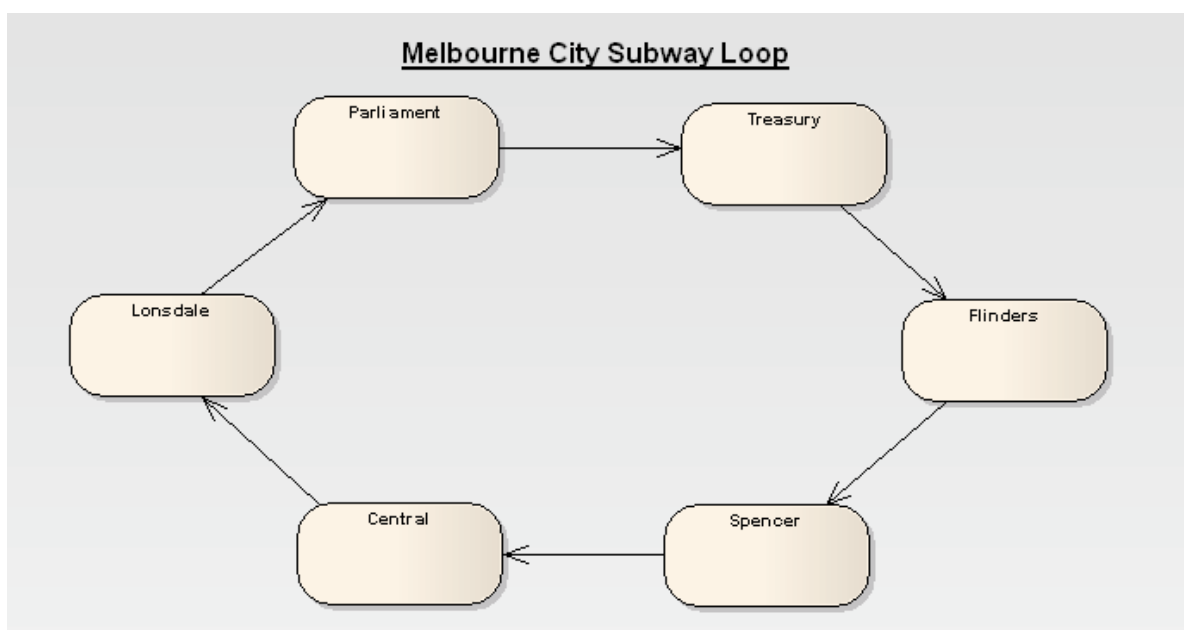 Melbourne City Subway Loop
Parliament
Treasury
Lonsdale
Flinders
Central
Spencer